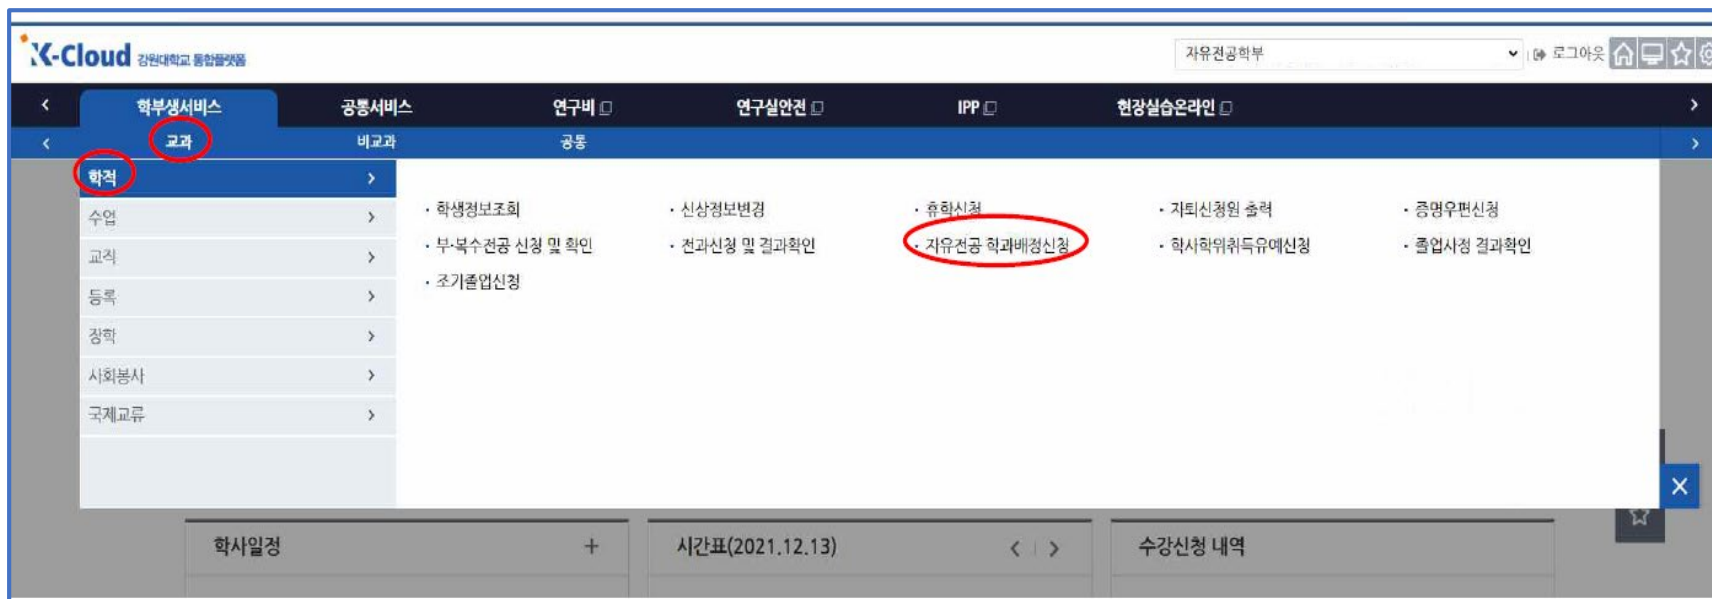 K-Cloud 강원대학교 통합플랫폼
자유전공학부 로그아웃
학부생서비스 공통서비스 연구비 연구실안전 IPP 현장실습온라인
교과 비교과 공통
학적
수업
교직
등록
장학
사회봉사
국제교류
· 학생정보조회 · 신상정보변경 · 휴학신청 · 자퇴신청원 출력 · 증명우편신청
· 부·복수전공 신청 및 확인 · 전과신청 및 결과확인 · 자유전공 학과배정신청 · 학사학위취득유예신청 · 졸업사정 결과확인
· 조기졸업신청
학사일정 시간표(2021.12.13) 수강신청 내역